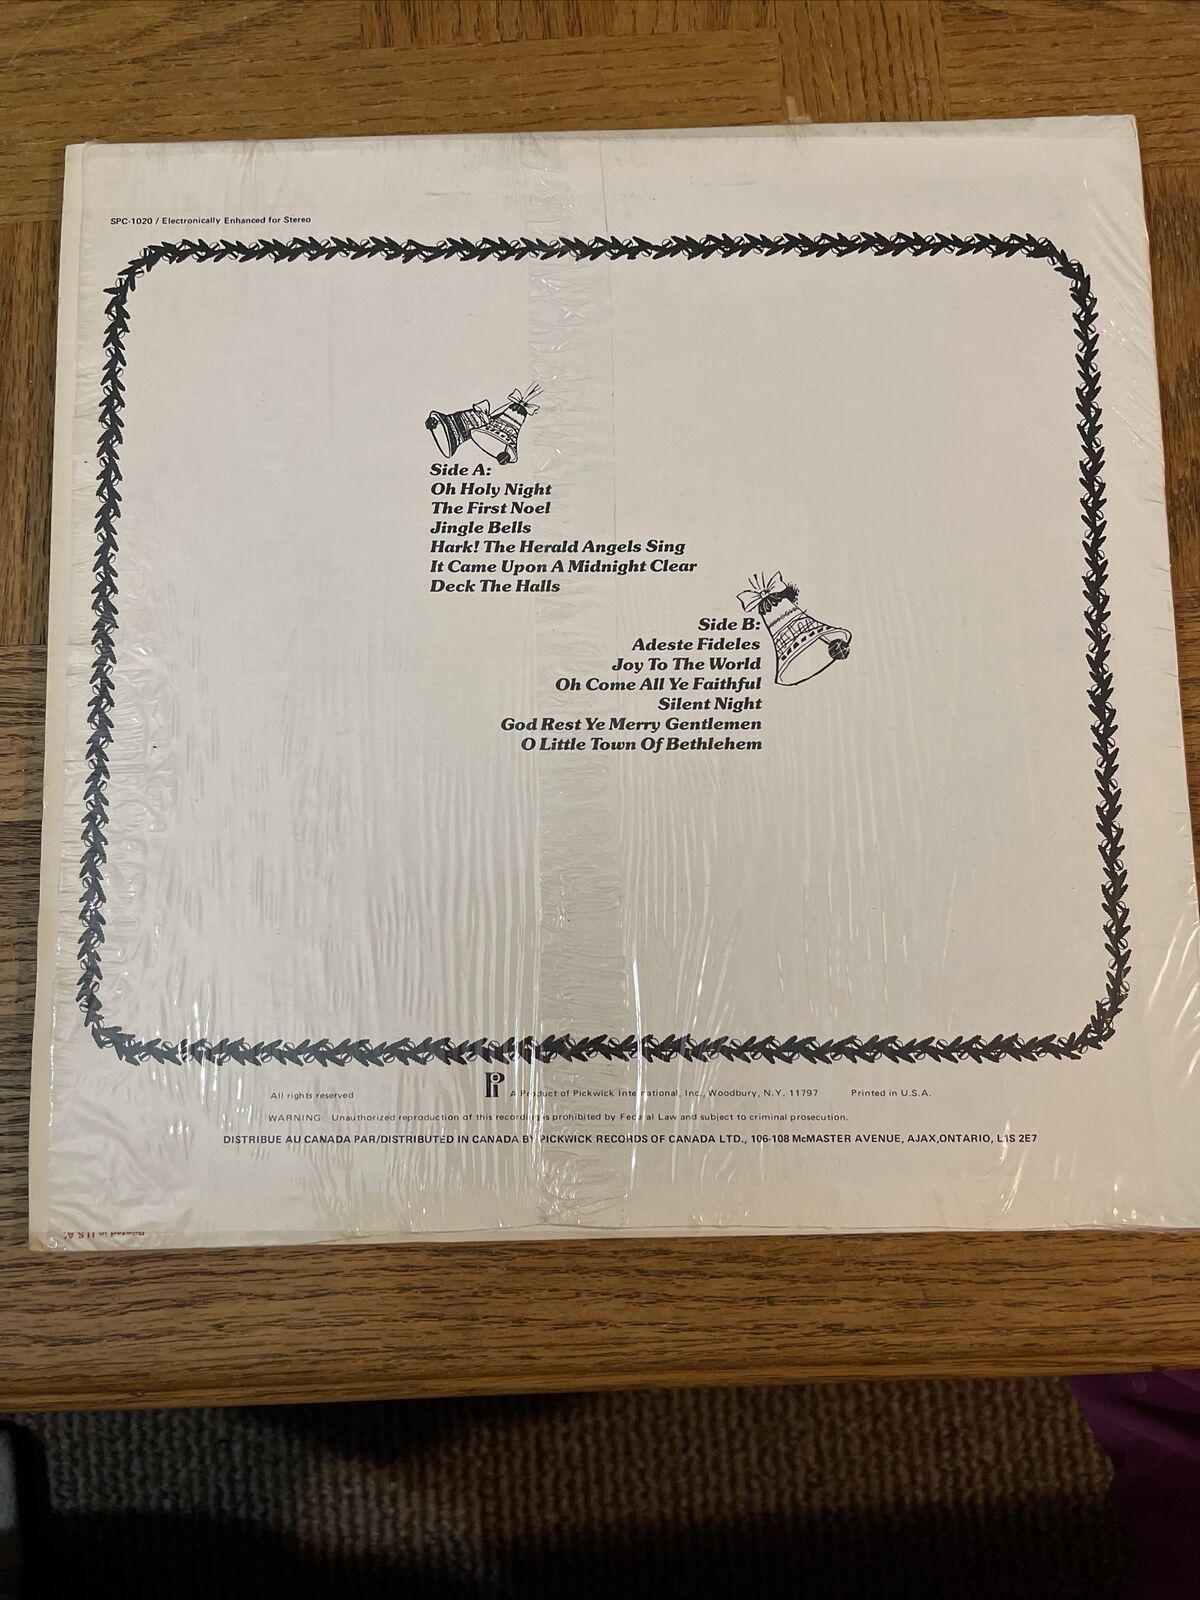 SPC-1020 / Electronically Enhanced for Stereo
Side A:
Oh Holy Night
The First Noel
Jingle Bells
Hark! The Herald Angels Sing
It Came Upon A Midnight Clear
Deck The Halls
Side B:
Adeste Fideles
Joy To The World
Oh Come All Ye Faithful
Silent Night
God Rest Ye Merry Gentlemen
O Little Town Of Bethlehem
All rights reserved
A Product of Pickwick International, Inc., Woodbury, N.Y. 11797
Printed in U.S.A.
WARNING: Unauthorized reproduction of this recording is prohibited by Federal Law and subject to criminal prosecution.
DISTRIBUE AU CANADA PAR/DISTRIBUTED IN CANADA BY PICKWICK RECORDS OF CANADA LTD., 106-108 McMASTER AVENUE, AJAX,ONTARIO, L1S 2E7
Printed in U.S.A.